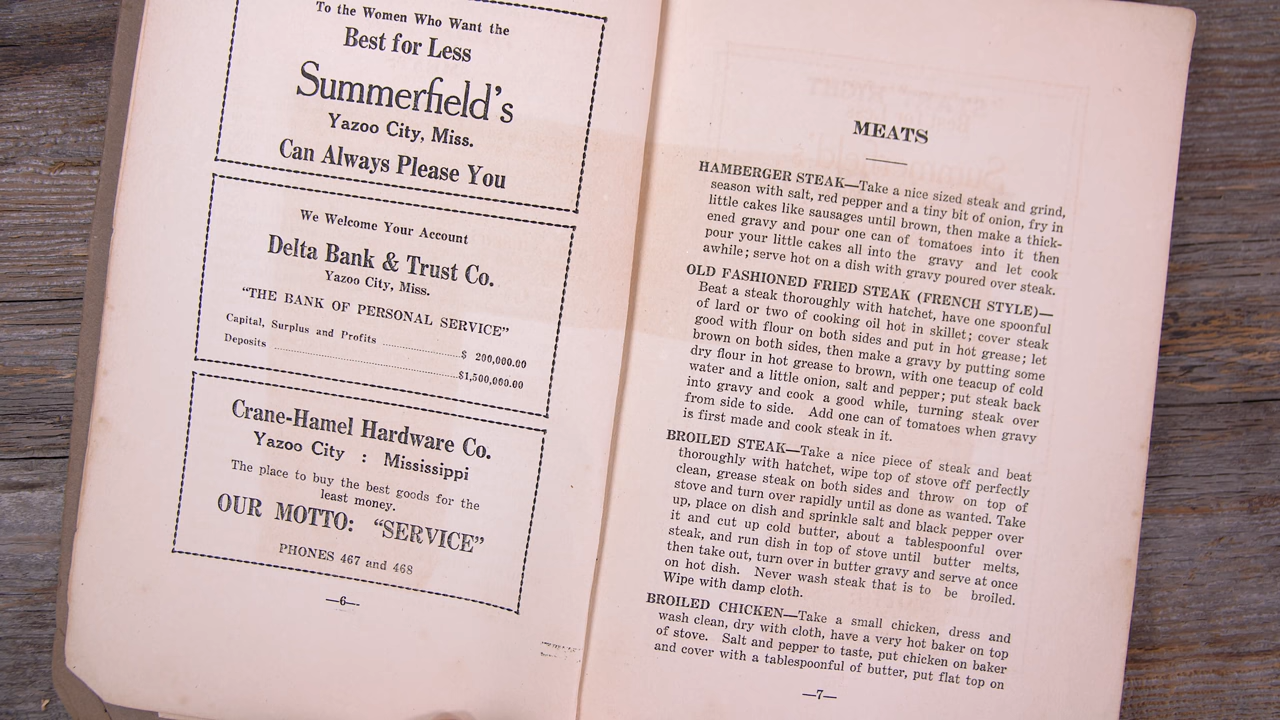 To the Women Who Want the
Best for Less
Summerfield's
Yazoo City, Miss.
Can Always Please You
We Welcome Your Account
Delta Bank & Trust Co.
Yazoo City, Miss.
"THE BANK OF PERSONAL SERVICE"
Capital, Surplus and Profits ........................$ 200,000.00
Deposits ........................................................$1,500,000.00
Crane-Hamel Hardware Co.
Yazoo City : Mississippi
The place to buy the best goods for the
least money.
OUR MOTTO: "SERVICE"
PHONES 467 and 468
—6—
MEATS
HAMBERGER STEAK—Take a nice sized steak and grind,
season with salt, red pepper and a tiny bit of onion, fry in
little cakes like sausages until brown, then make a thick-
ened gravy and pour one can of tomatoes into it then
pour your little cakes all into the gravy and let cook
awhile; serve hot on a dish with gravy poured over steak.
OLD FASHIONED FRIED STEAK (FRENCH STYLE)—
Beat a steak thoroughly with hatchet, have one spoonful
of lard or two of cooking oil hot in skillet; cover steak
good with flour on both sides and put in hot grease; let
brown on both sides, then make a gravy by putting some
dry flour in hot grease to brown, with one teacup of cold
water and a little onion, salt and pepper; put steak back
into gravy and cook a good while, turning steak over
from side to side. Add one can of tomatoes when gravy
is first made and cook steak in it.
BROILED STEAK—Take a nice piece of steak and beat
thoroughly with hatchet, wipe top of stove off perfectly
clean, grease steak on both sides and throw on top of
stove and turn over rapidly until as done as wanted. Take
up, place on dish and sprinkle salt and black pepper over
it and cut up cold butter, about a tablespoonful over
steak, and run dish in top of stove until butter melts,
then take out, turn over in butter gravy and serve at once
on hot dish. Never wash steak that is to be broiled.
Wipe with damp cloth.
BROILED CHICKEN—Take a small chicken, dress and
wash clean, dry with cloth, have a very hot baker on top
of stove. Salt and pepper to taste, put chicken on baker
and cover with a tablespoonful of butter, put flat top on
—7—